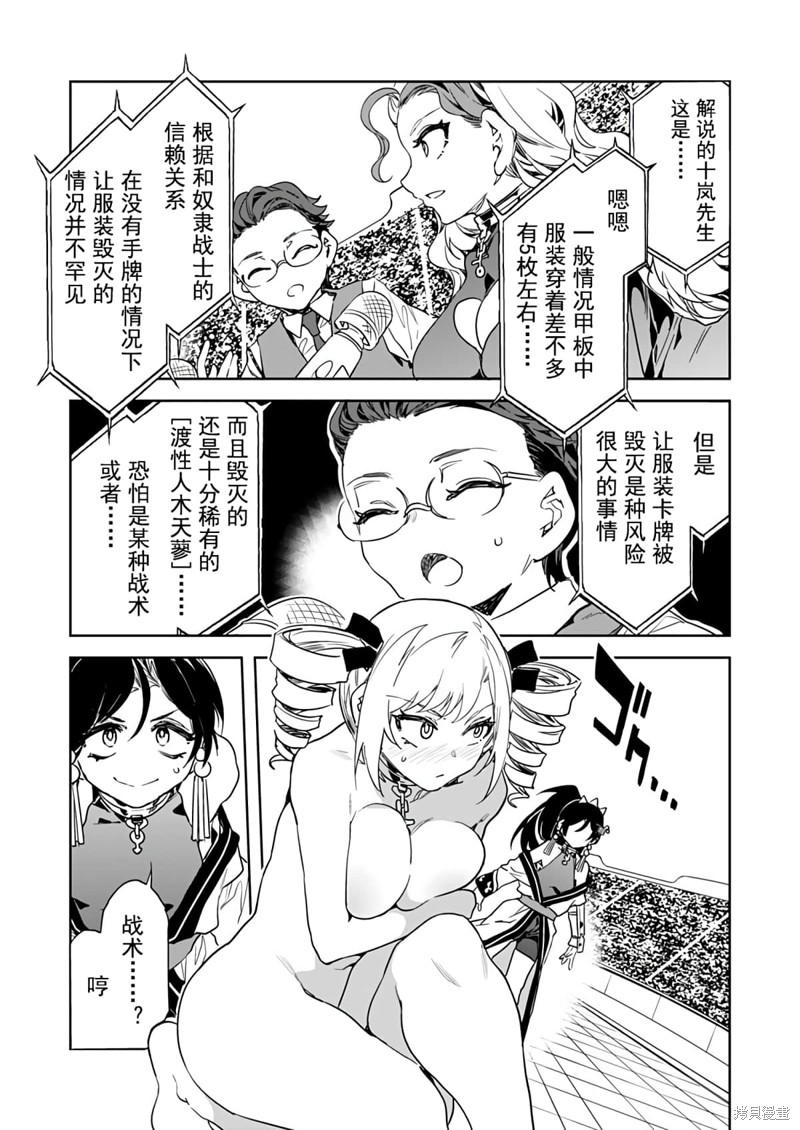 解说的十岚先生
这是……
嗯嗯
一般情况甲板中
服装穿着差不多
有5枚左右……
根据和奴隶战士的
信赖关系
在没有手牌的情况下
让服装毁灭的
情况并不罕见
但是
让服装卡牌被
毁灭是种风险
很大的事情
而且毁灭的
还是十分稀有的
［渡性人木天蓼］……
恐怕是某种战术
或者……
ゴゴ…
战术……?
哼
拷貝漫畫